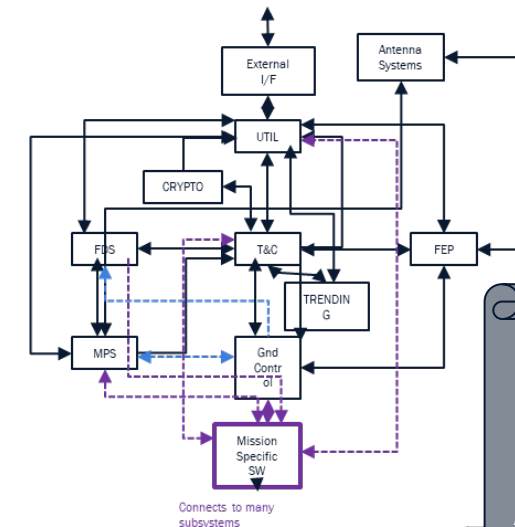 External
I/F
Antenna
Systems
UTIL
CRYPTO
FDS
T&C
FEP
TRENDIN
G
MPS
Gnd
Contr
ol
Mission
Specific
SW
Connects to many
subsystems